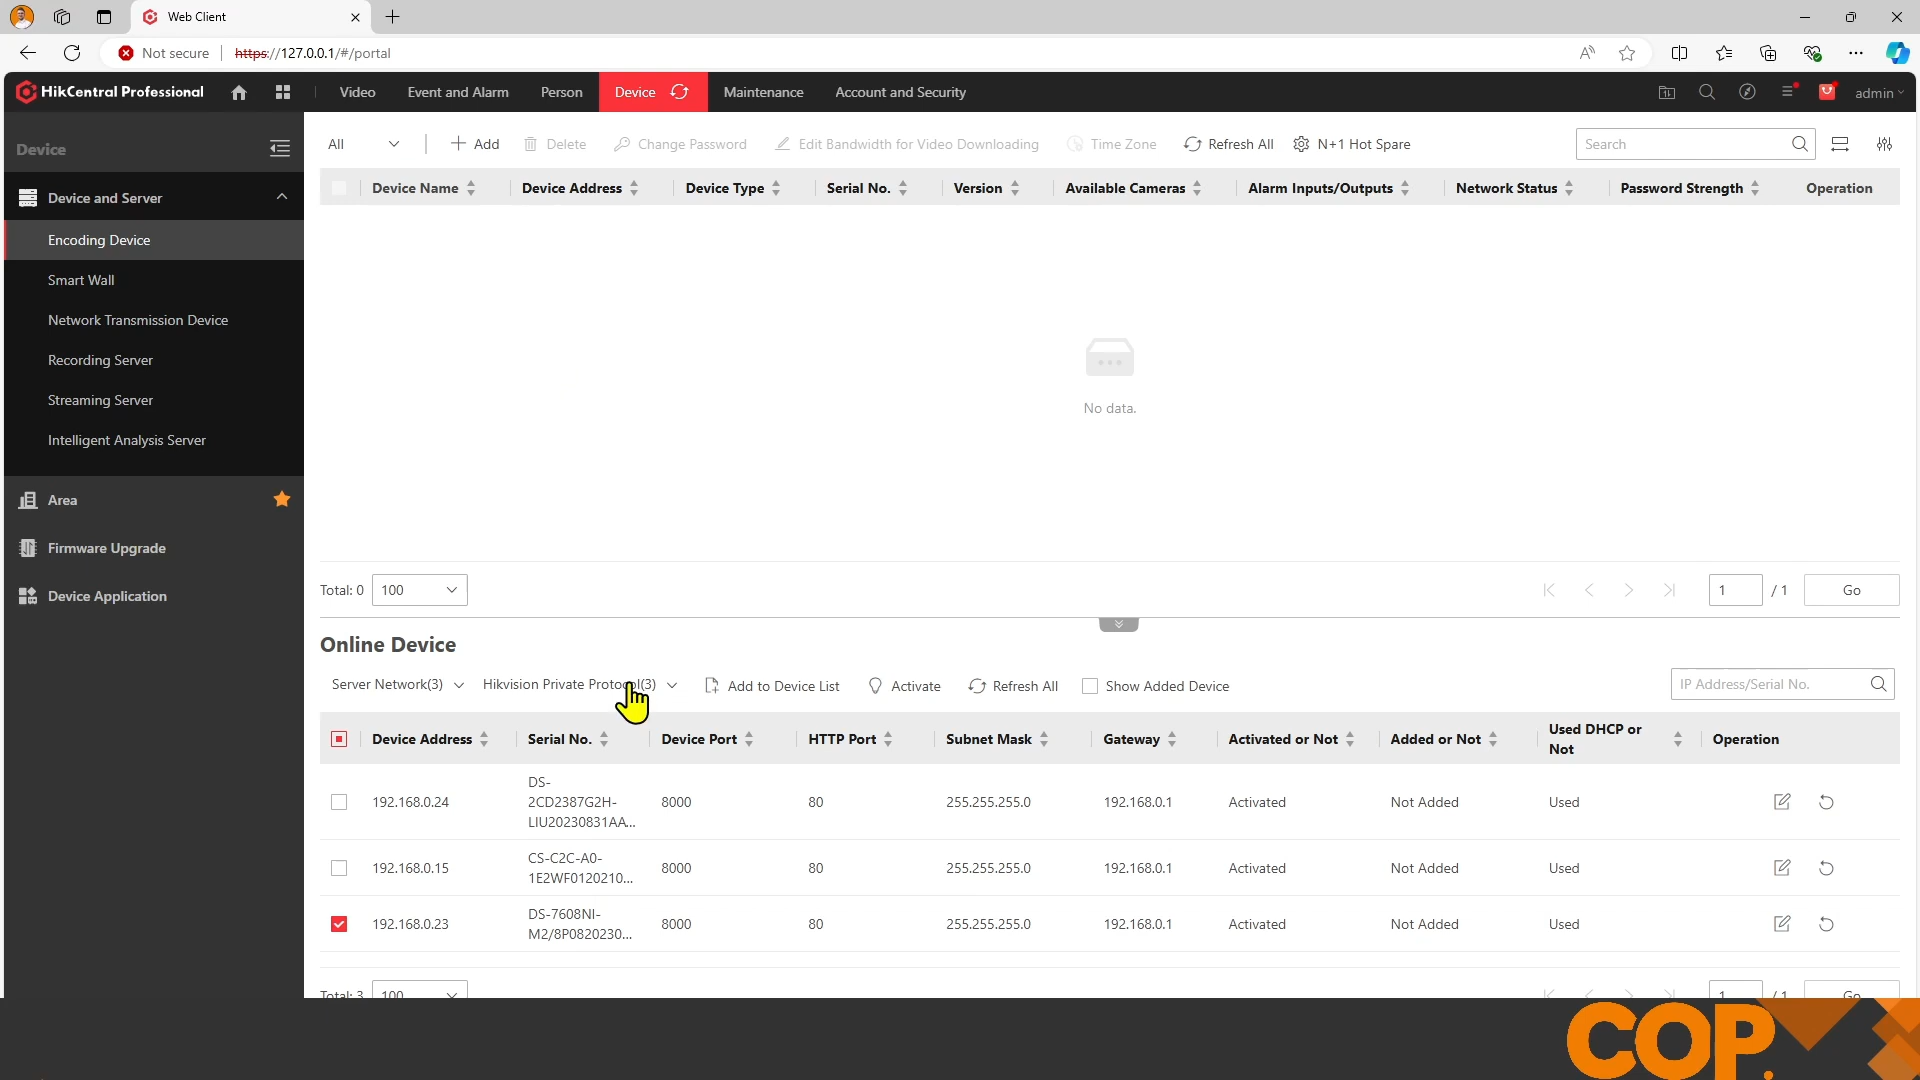 Web Client
Not secure
https://127.0.0.1/#/portal
HikCentral Professional
Video
Event and Alarm
Person
Device
Maintenance
Account and Security
admin
Device
Device and Server
Encoding Device
Smart Wall
Network Transmission Device
Recording Server
Streaming Server
Intelligent Analysis Server
Area
Firmware Upgrade
Device Application
All
Add
Delete
Change Password
Edit Bandwidth for Video Downloading
Time Zone
Refresh All
N+1 Hot Spare
Search
Device Name
Device Address
Device Type
Serial No.
Version
Available Cameras
Alarm Inputs/Outputs
Network Status
Password Strength
Operation
No data.
Total: 0
100
1
/ 1
Go
Online Device
Server Network(3)
Hikvision Private Protocol(3)
Add to Device List
Activate
Refresh All
Show Added Device
IP Address/Serial No.
Device Address
Serial No.
Device Port
HTTP Port
Subnet Mask
Gateway
Activated or Not
Added or Not
Used DHCP or
Not
Operation
192.168.0.24
DS-
2CD2387G2H-
LIU20230831AA...
8000
80
255.255.255.0
192.168.0.1
Activated
Not Added
Used
192.168.0.15
CS-C2C-A0-
1E2WF0120210...
8000
80
255.255.255.0
192.168.0.1
Activated
Not Added
Used
192.168.0.23
DS-7608NI-
M2/8P0820230...
8000
80
255.255.255.0
192.168.0.1
Activated
Not Added
Used
Total: 3
100
1
/ 1
Go
COP.